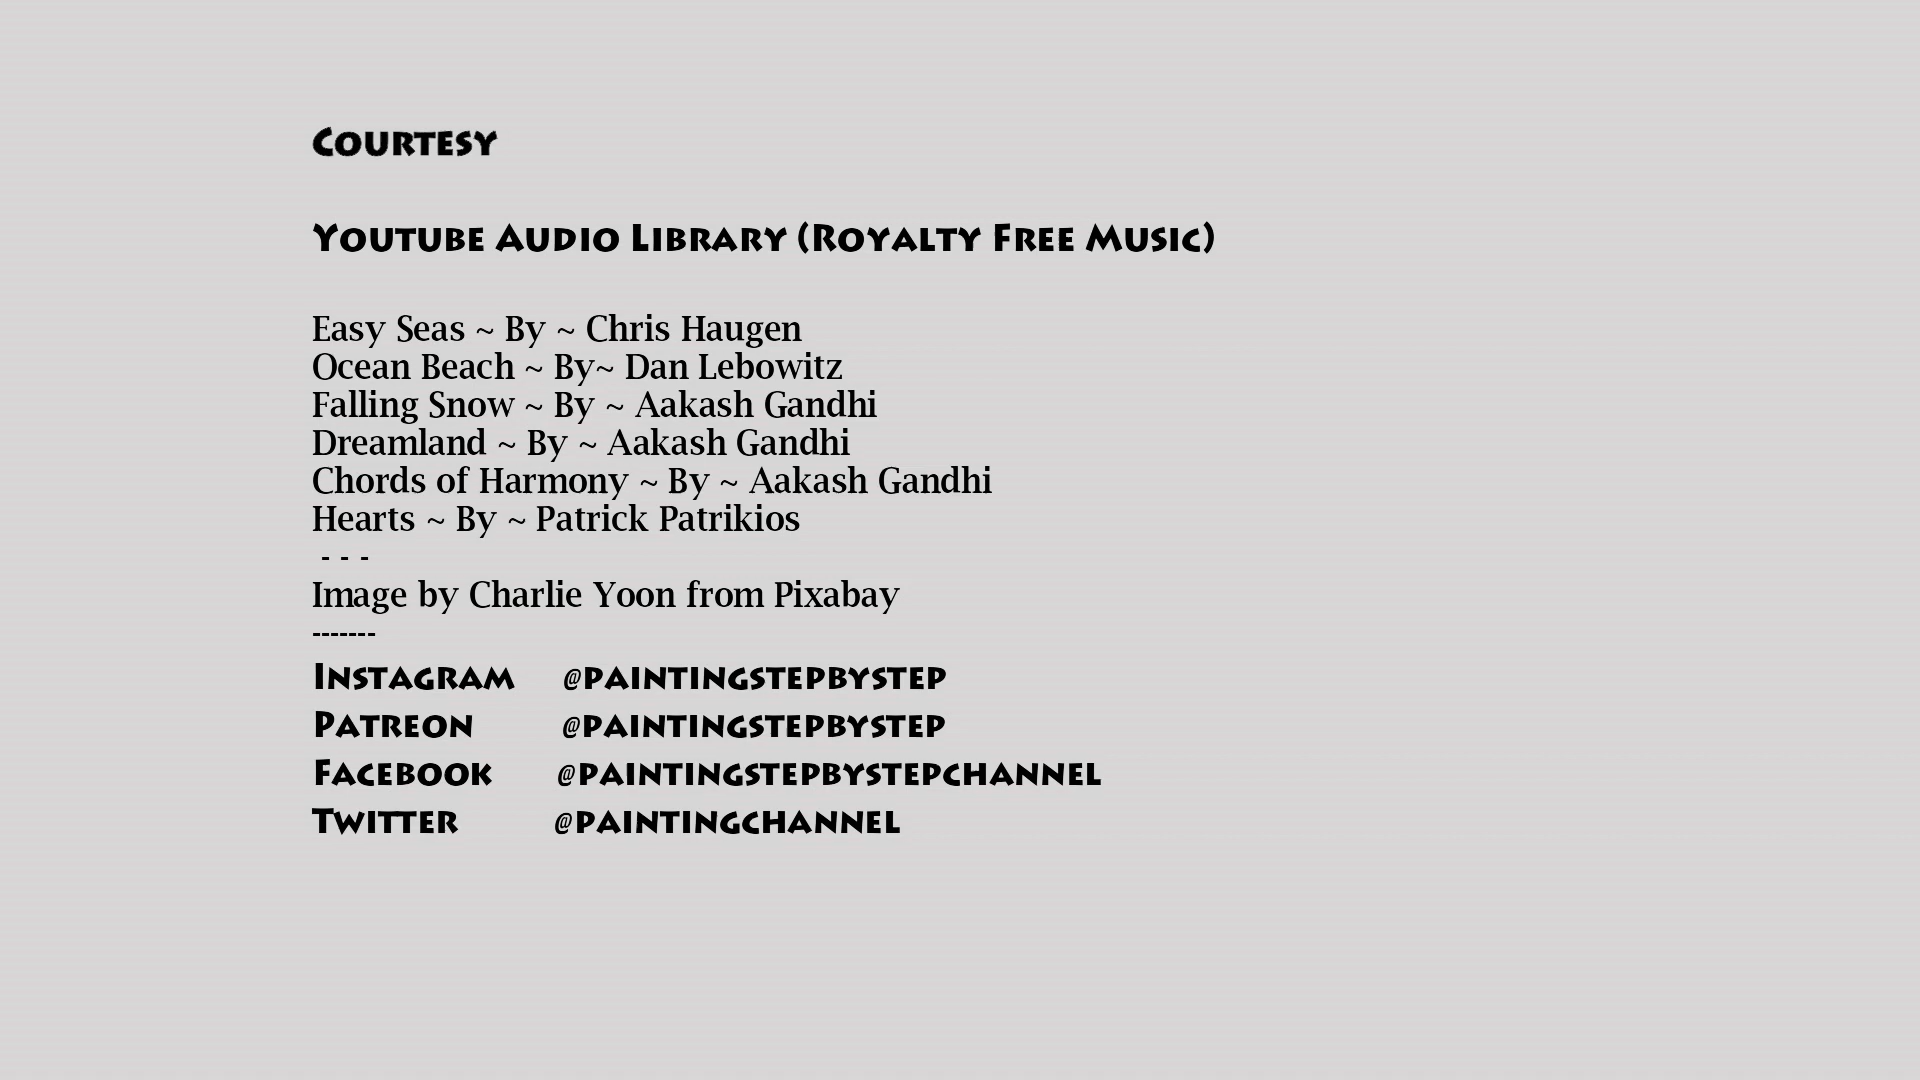 Courtesy
Youtube Audio Library (Royalty Free Music)
Easy Seas ~ By ~ Chris Haugen
Ocean Beach ~ By~ Dan Lebowitz
Falling Snow ~ By ~ Aakash Gandhi
Dreamland ~ By ~ Aakash Gandhi
Chords of Harmony ~ By ~ Aakash Gandhi
Hearts ~ By ~ Patrick Patrikios
- - -
Image by Charlie Yoon from Pixabay
-------
Instagram @paintingstepbystep
Patreon @paintingstepbystep
Facebook @paintingstepbystepchannel
Twitter @paintingchannel